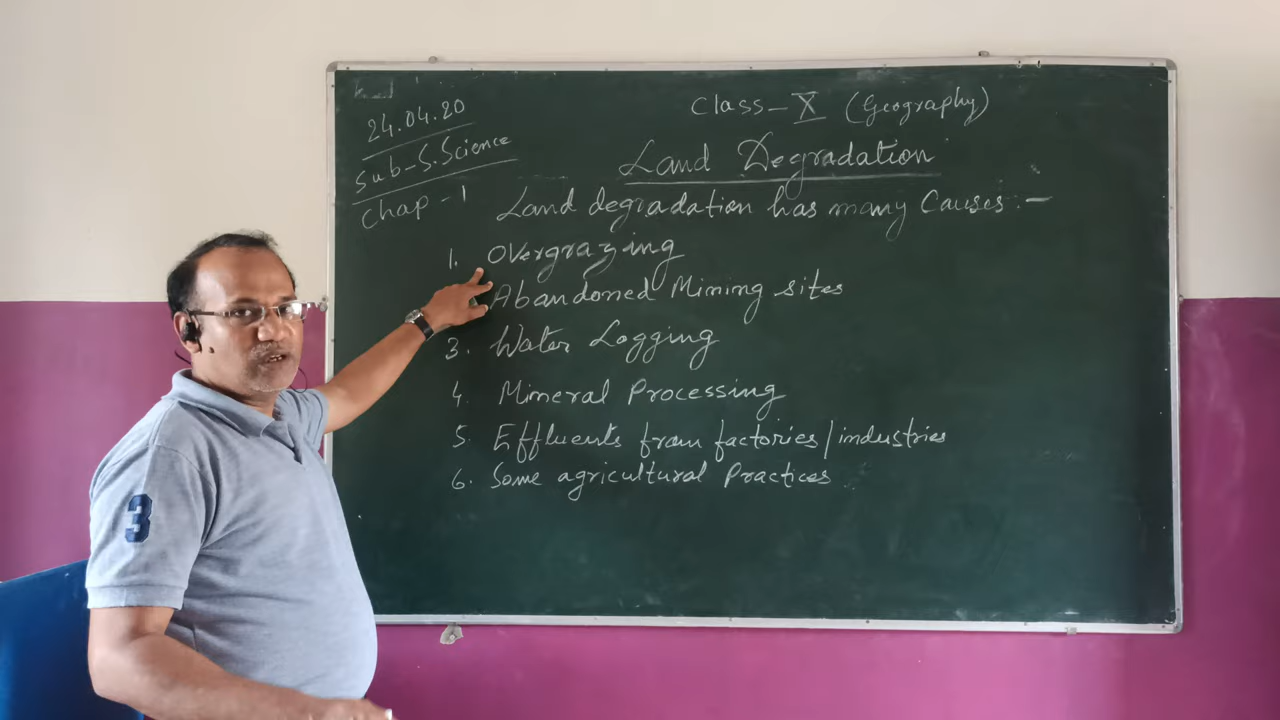 24.04.20
Sub-S.Science
Chap-1
Class-X (Geography)
Land Degradation
Land degradation has many Causes:-
1. Overgrazing
Abandoned Mining sites
3. Water Logging
4. Mineral Processing
5. Effluents from factories/industries
6. Some agricultural Practices
3